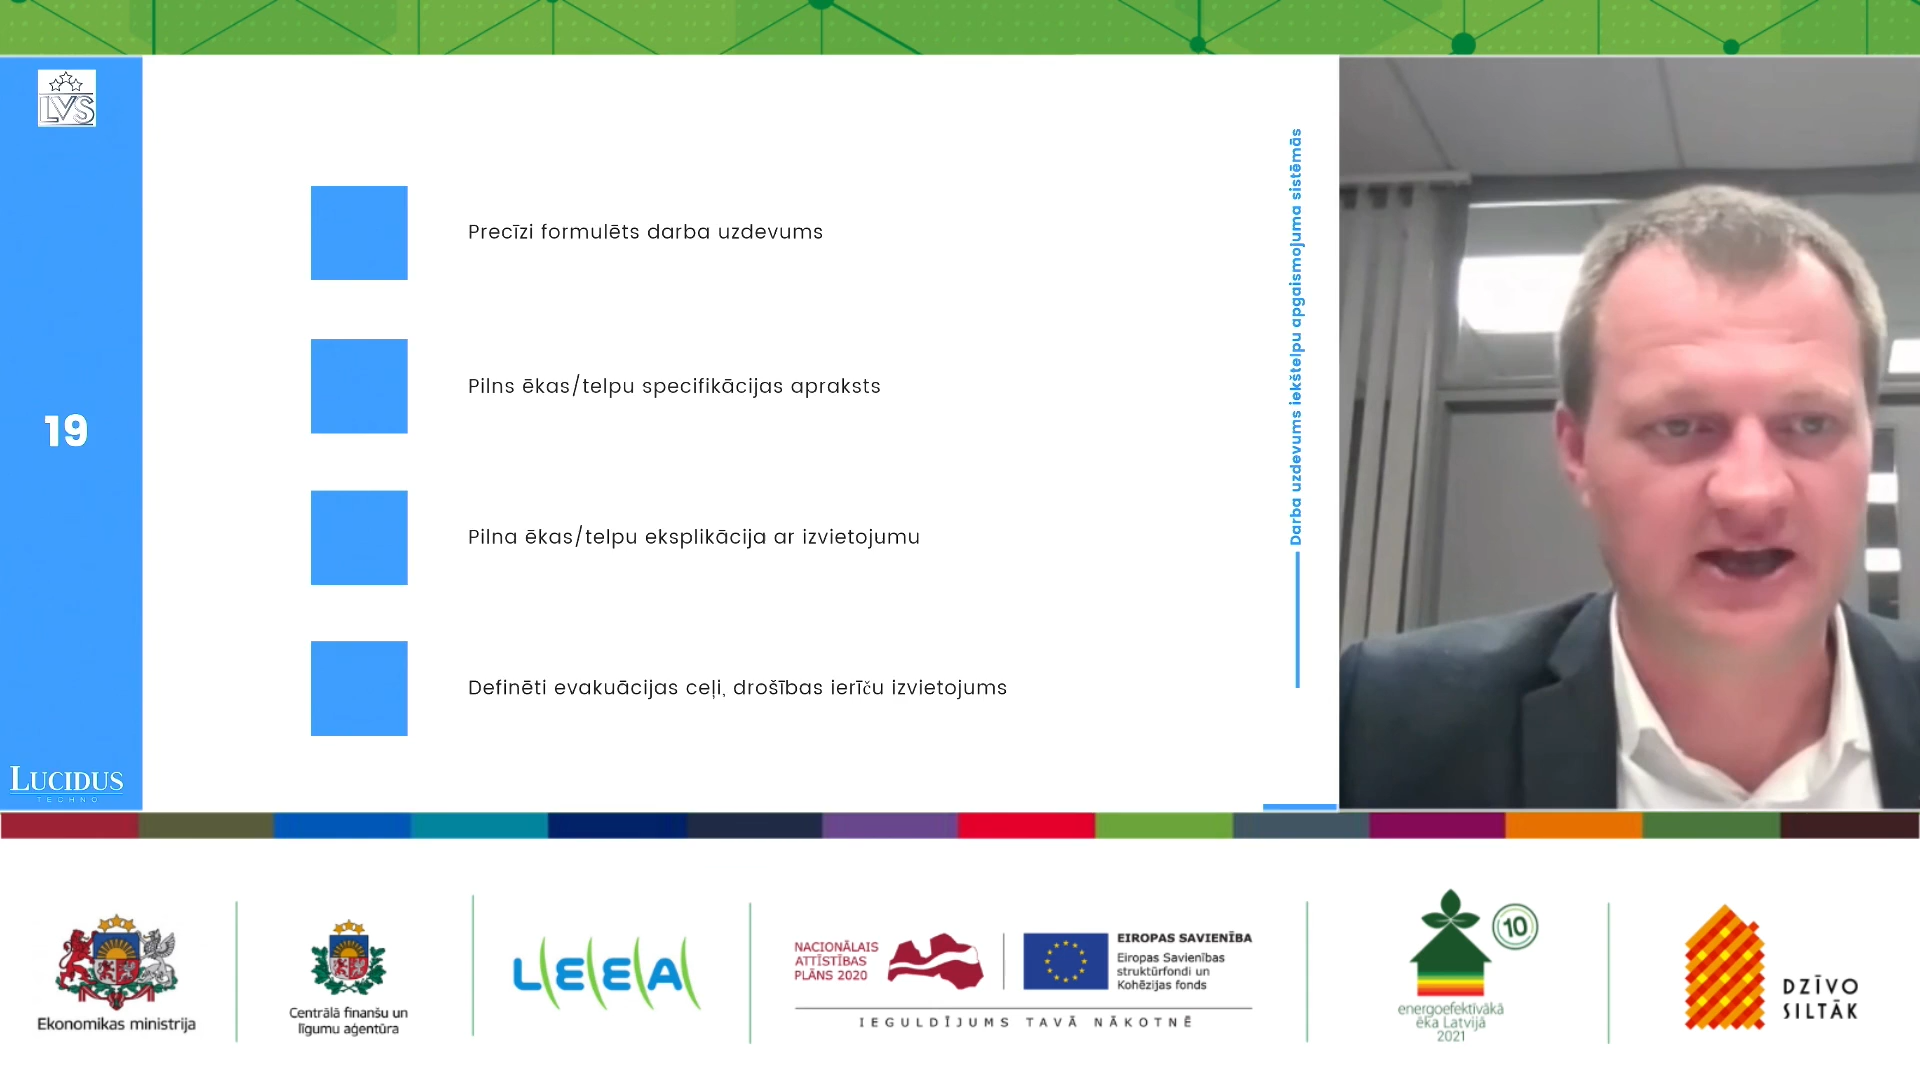 LVS
19
LUCIDUS
TECHNO
Precīzi formulēts darba uzdevums
Pilns ēkas/telpu specifikācijas apraksts
Pilna ēkas/telpu eksplikācija ar izvietojumu
Definēti evakuācijas ceļi, drošības ierīču izvietojums
Darba uzdevums iekštelpu apgaismojuma sistēmās
Ekonomikas ministrija
Centrālā finanšu un
līgumu aģentūra
LEEA
NACIONĀLAIS
ATTĪSTĪBAS
PLĀNS 2020
EIROPAS SAVIENĪBA
Eiropas Savienības
struktūrfondi un
Kohēzijas fonds
IEGULDĪJUMS TAVĀ NĀKOTNĒ
10
energoefektīvākā
ēka Latvijā
2021
DZĪVO
SILTĀK